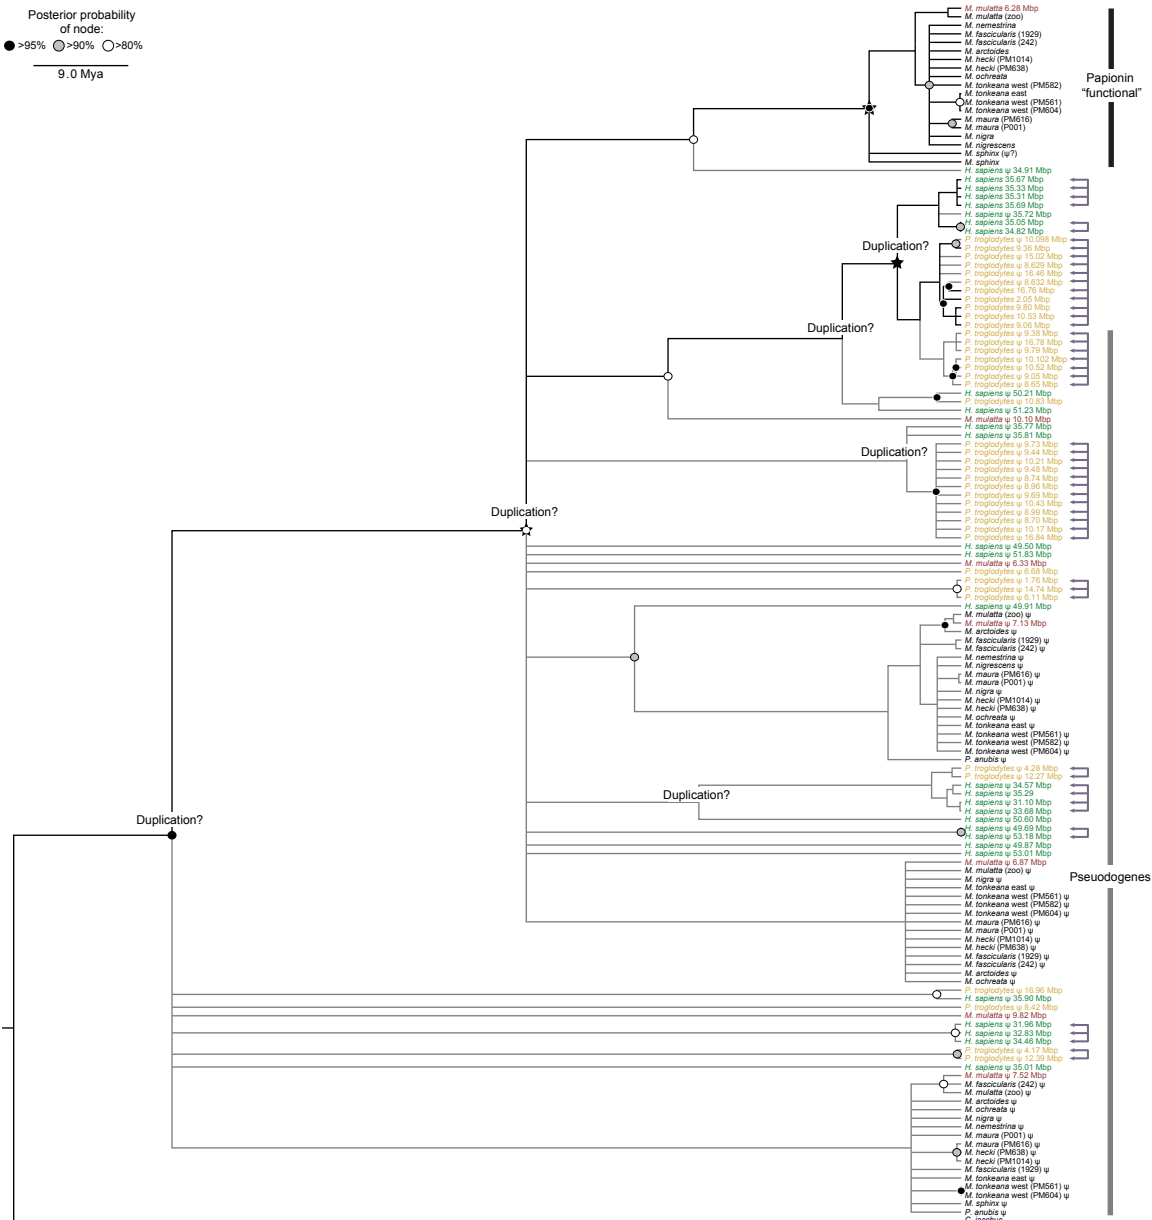 Posterior probability
of node:
>95% >90% >80%
9.0 Mya
M. mulatta 6.28 Mbp
M. mulatta (zoo)
M. nemestrina
M. fascicularis (1929)
M. fascicularis (242)
M. arctoides
M. hecki (PM1014)
M. hecki (PM638)
M. ochreata
M. tonkeana west (PM582)
M. tonkeana east
M. tonkeana west (PM561)
M. tonkeana west (PM604)
M. maura (PM616)
M. maura (P001)
M. nigra
M. nigrescens
M. sphinx (ψ?)
M. sphinx
Papionin
“functional”
H. sapiens ψ 34.91 Mbp
H. sapiens 35.67 Mbp
H. sapiens 35.33 Mbp
H. sapiens 35.31 Mbp
H. sapiens 35.69 Mbp
H. sapiens ψ 35.72 Mbp
H. sapiens 35.05 Mbp
H. sapiens 34.82 Mbp
Duplication?
P. troglodytes ψ 10.098 Mbp
P. troglodytes 9.36 Mbp
P. troglodytes ψ 15.02 Mbp
P. troglodytes ψ 8.629 Mbp
P. troglodytes ψ 16.46 Mbp
P. troglodytes ψ 8.632 Mbp
P. troglodytes 16.76 Mbp
P. troglodytes 2.05 Mbp
P. troglodytes 9.80 Mbp
P. troglodytes 10.53 Mbp
P. troglodytes 9.06 Mbp
Duplication?
P. troglodytes ψ 9.38 Mbp
P. troglodytes ψ 16.78 Mbp
P. troglodytes ψ 9.79 Mbp
P. troglodytes ψ 10.102 Mbp
P. troglodytes ψ 10.52 Mbp
P. troglodytes ψ 9.05 Mbp
P. troglodytes ψ 8.65 Mbp
H. sapiens ψ 50.21 Mbp
P. troglodytes ψ 10.83 Mbp
H. sapiens ψ 51.23 Mbp
M. mulatta ψ 10.10 Mbp
H. sapiens ψ 35.77 Mbp
H. sapiens ψ 35.81 Mbp
P. troglodytes ψ 9.73 Mbp
Duplication?
P. troglodytes ψ 9.44 Mbp
P. troglodytes ψ 10.21 Mbp
P. troglodytes ψ 9.48 Mbp
P. troglodytes ψ 8.74 Mbp
P. troglodytes ψ 8.96 Mbp
P. troglodytes ψ 9.69 Mbp
P. troglodytes ψ 10.43 Mbp
P. troglodytes ψ 8.99 Mbp
Duplication?
P. troglodytes ψ 8.70 Mbp
P. troglodytes ψ 10.17 Mbp
P. troglodytes ψ 16.84 Mbp
H. sapiens ψ 49.50 Mbp
H. sapiens ψ 51.83 Mbp
M. mulatta ψ 6.33 Mbp
P. troglodytes ψ 6.68 Mbp
P. troglodytes ψ 1.76 Mbp
P. troglodytes ψ 14.74 Mbp
P. troglodytes ψ 6.11 Mbp
H. sapiens ψ 49.91 Mbp
M. mulatta (zoo) ψ
M. mulatta ψ 7.13 Mbp
M. arctoides ψ
M. fascicularis (1929) ψ
M. fascicularis (242) ψ
M. nemestrina ψ
M. nigrescens ψ
M. maura (PM616) ψ
M. maura (P001) ψ
M. nigra ψ
M. hecki (PM1014) ψ
M. hecki (PM638) ψ
M. ochreata ψ
M. tonkeana east ψ
M. tonkeana west (PM561) ψ
M. tonkeana west (PM582) ψ
M. tonkeana west (PM604) ψ
P. anubis ψ
P. troglodytes ψ 4.28 Mbp
P. troglodytes ψ 12.27 Mbp
H. sapiens ψ 34.57 Mbp
H. sapiens ψ 35.29
Duplication?
H. sapiens ψ 31.10 Mbp
H. sapiens ψ 33.68 Mbp
H. sapiens ψ 50.60 Mbp
Duplication?
H. sapiens ψ 49.69 Mbp
H. sapiens ψ 53.18 Mbp
H. sapiens ψ 49.87 Mbp
H. sapiens ψ 53.01 Mbp
M. mulatta ψ 6.87 Mbp
M. mulatta (zoo) ψ
M. nigra ψ
Pseudogenes
M. tonkeana east ψ
M. tonkeana west (PM561) ψ
M. tonkeana west (PM582) ψ
M. tonkeana west (PM604) ψ
M. maura (PM616) ψ
M. maura (P001) ψ
M. hecki (PM1014) ψ
M. hecki (PM638) ψ
M. fascicularis (1929) ψ
M. fascicularis (242) ψ
M. arctoides ψ
M. ochreata ψ
P. troglodytes ψ 16.96 Mbp
H. sapiens ψ 35.90 Mbp
P. troglodytes ψ 8.42 Mbp
M. mulatta ψ 9.82 Mbp
H. sapiens ψ 31.96 Mbp
H. sapiens ψ 32.83 Mbp
H. sapiens ψ 34.46 Mbp
P. troglodytes ψ 4.17 Mbp
P. troglodytes ψ 12.39 Mbp
H. sapiens ψ 35.01 Mbp
M. mulatta ψ 7.52 Mbp
M. fascicularis (242) ψ
M. mulatta (zoo) ψ
M. arctoides ψ
M. ochreata ψ
M. nigra ψ
M. nemestrina ψ
M. maura (P001) ψ
M. maura (PM616) ψ
M. hecki (PM638) ψ
M. hecki (PM1014) ψ
M. fascicularis (1929) ψ
M. tonkeana east ψ
M. tonkeana west (PM561) ψ
M. tonkeana west (PM604) ψ
M. sphinx ψ
P. anubis ψ